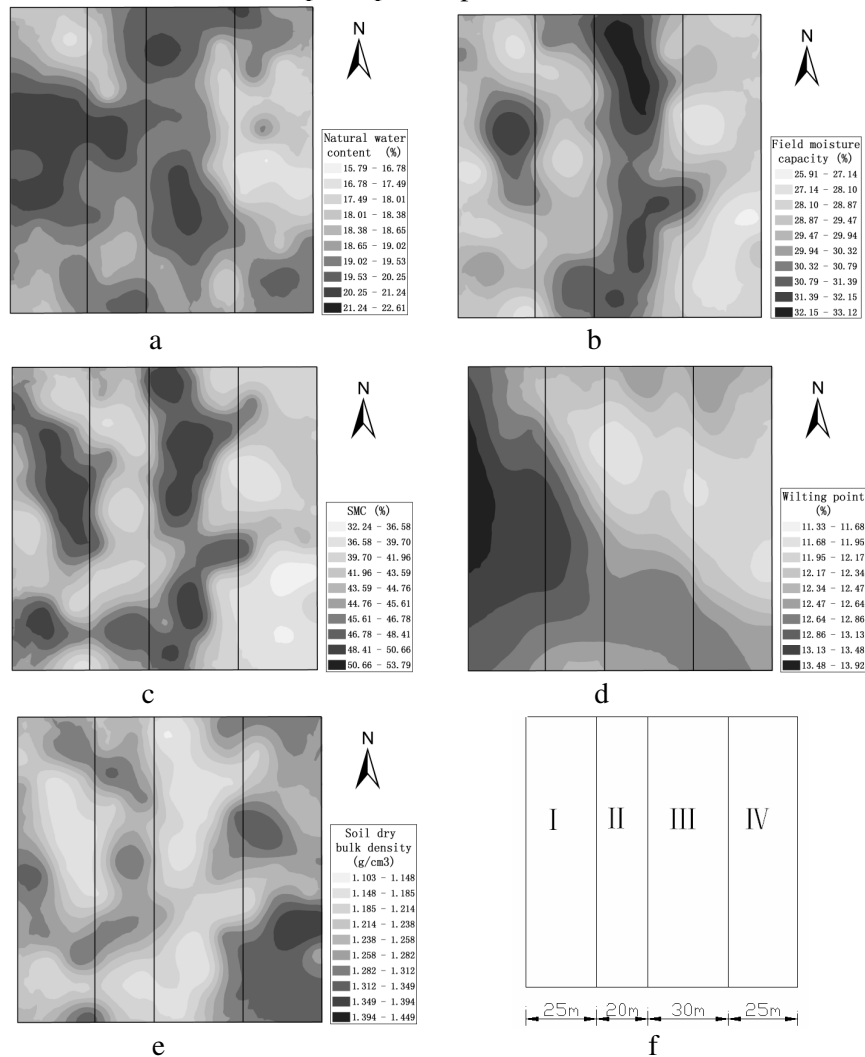 N
Natural water
content (%)
15.79 - 16.78
16.78 - 17.49
17.49 - 18.01
18.01 - 18.38
18.38 - 18.65
18.65 - 19.02
19.02 - 19.53
19.53 - 20.25
20.25 - 21.24
21.24 - 22.61
a
N
Field moisture
capacity (%)
25.91 - 27.14
27.14 - 28.10
28.10 - 28.87
28.87 - 29.47
29.47 - 29.94
29.94 - 30.32
30.32 - 30.79
30.79 - 31.39
31.39 - 32.15
32.15 - 33.12
b
N
SMC (%)
32.24 - 36.58
36.58 - 39.70
39.70 - 41.96
41.96 - 43.59
43.59 - 44.76
44.76 - 45.61
45.61 - 46.78
46.78 - 48.41
48.41 - 50.66
50.66 - 53.79
c
N
Wilting point
(%)
11.33 - 11.68
11.68 - 11.95
11.95 - 12.17
12.17 - 12.34
12.34 - 12.47
12.47 - 12.64
12.64 - 12.86
12.86 - 13.13
13.13 - 13.48
13.48 - 13.92
d
N
Soil dry
bulk density
(g/cm3)
1.103 - 1.148
1.148 - 1.185
1.185 - 1.214
1.214 - 1.238
1.238 - 1.258
1.258 - 1.282
1.282 - 1.312
1.312 - 1.349
1.349 - 1.394
1.394 - 1.449
e
I II III IV
25m 20m 30m 25m
f